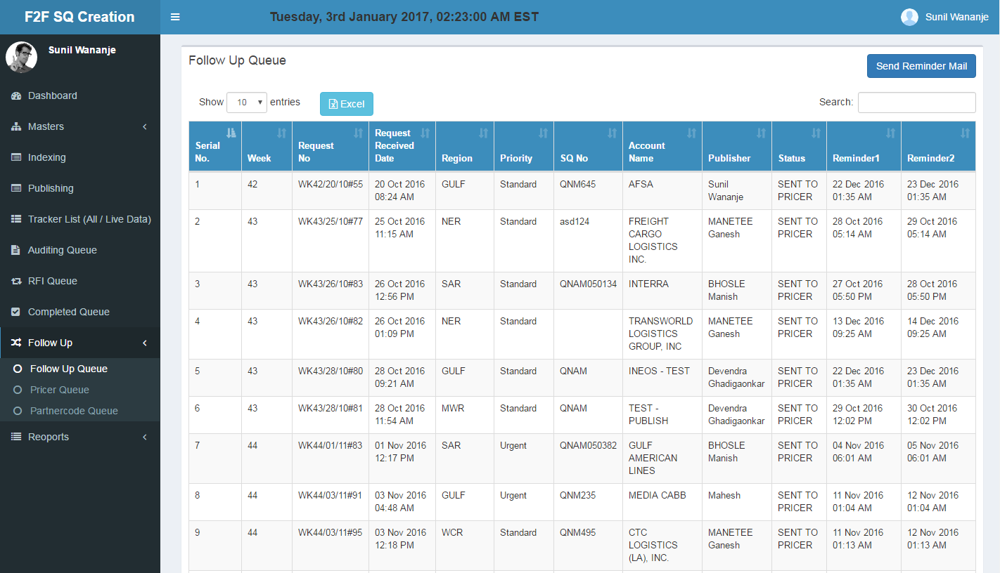 F2F SQ Creation
Tuesday, 3rd January 2017, 02:23:00 AM EST
Sunil Wananje
Sunil Wananje
Dashboard
Masters
Indexing
Publishing
Tracker List (All / Live Data)
Auditing Queue
RFI Queue
Completed Queue
Follow Up
Follow Up Queue
Pricer Queue
Partnercode Queue
Reoports
Follow Up Queue
Send Reminder Mail
Show 10 entries
Excel
Search:
Serial No. Week Request No Request Received Date Region Priority SQ No Account Name Publisher Status Reminder1 Reminder2
1 42 WK42/20/10#55 20 Oct 2016 GULF Standard QNM645 AFSA Sunil SENT TO 22 Dec 2016 23 Dec 2016
08:24 AM Wananje PRICER 01:35 AM 01:35 AM
2 43 WK43/25/10#77 25 Oct 2016 NER Standard asd124 FREIGHT MANETEE SENT TO 28 Oct 2016 29 Oct 2016
11:15 AM CARGO Ganesh PRICER 05:14 AM 05:14 AM
LOGISTICS
INC.
3 43 WK43/26/10#83 26 Oct 2016 SAR Standard QNAM050134 INTERRA BHOSLE SENT TO 27 Oct 2016 28 Oct 2016
12:56 PM Manish PRICER 05:50 PM 05:50 PM
4 43 WK43/26/10#82 26 Oct 2016 NER Standard TRANSWORLD MANETEE SENT TO 13 Dec 2016 14 Dec 2016
01:09 PM LOGISTICS Ganesh PRICER 09:25 AM 09:25 AM
GROUP, INC
5 43 WK43/28/10#80 28 Oct 2016 GULF Standard QNAM INEOS - TEST Devendra SENT TO 22 Dec 2016 23 Dec 2016
09:21 AM Ghadigaonkar PRICER 01:35 AM 01:35 AM
6 43 WK43/28/10#81 28 Oct 2016 MWR Standard QNAM TEST - Devendra SENT TO 29 Oct 2016 30 Oct 2016
11:54 AM PUBLISH Ghadigaonkar PRICER 12:02 PM 12:02 PM
7 44 WK44/01/11#83 01 Nov 2016 SAR Urgent QNAM050382 GULF BHOSLE SENT TO 04 Nov 2016 05 Nov 2016
12:17 PM AMERICAN Manish PRICER 06:01 AM 06:01 AM
LINES
8 44 WK44/03/11#91 03 Nov 2016 GULF Urgent QNM235 MEDIA CABB Mahesh SENT TO 11 Nov 2016 12 Nov 2016
04:48 AM PRICER 01:04 AM 01:04 AM
9 44 WK44/03/11#95 03 Nov 2016 WCR Standard QNM495 CTC MANETEE SENT TO 11 Nov 2016 12 Nov 2016
12:18 PM LOGISTICS Ganesh PRICER 01:13 AM 01:13 AM
(LA), INC.